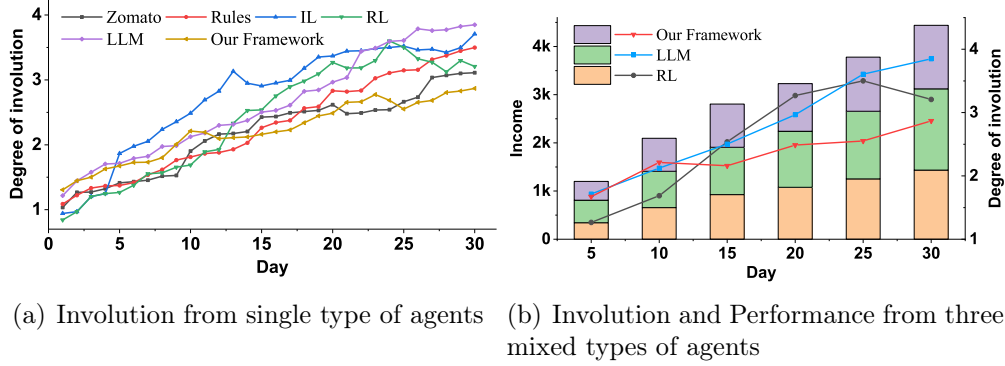 Zomato Rules IL RL
LLM Our Framework
Degree of involution
4
3
2
1
0 5 10 15 20 25 30
Day
(a) Involution from single type of agents
Our Framework
LLM
RL
Income
4k
3k
2k
1k
0
Degree of involution
4
3
2
1
5 10 15 20 25 30
Day
(b) Involution and Performance from three
mixed types of agents